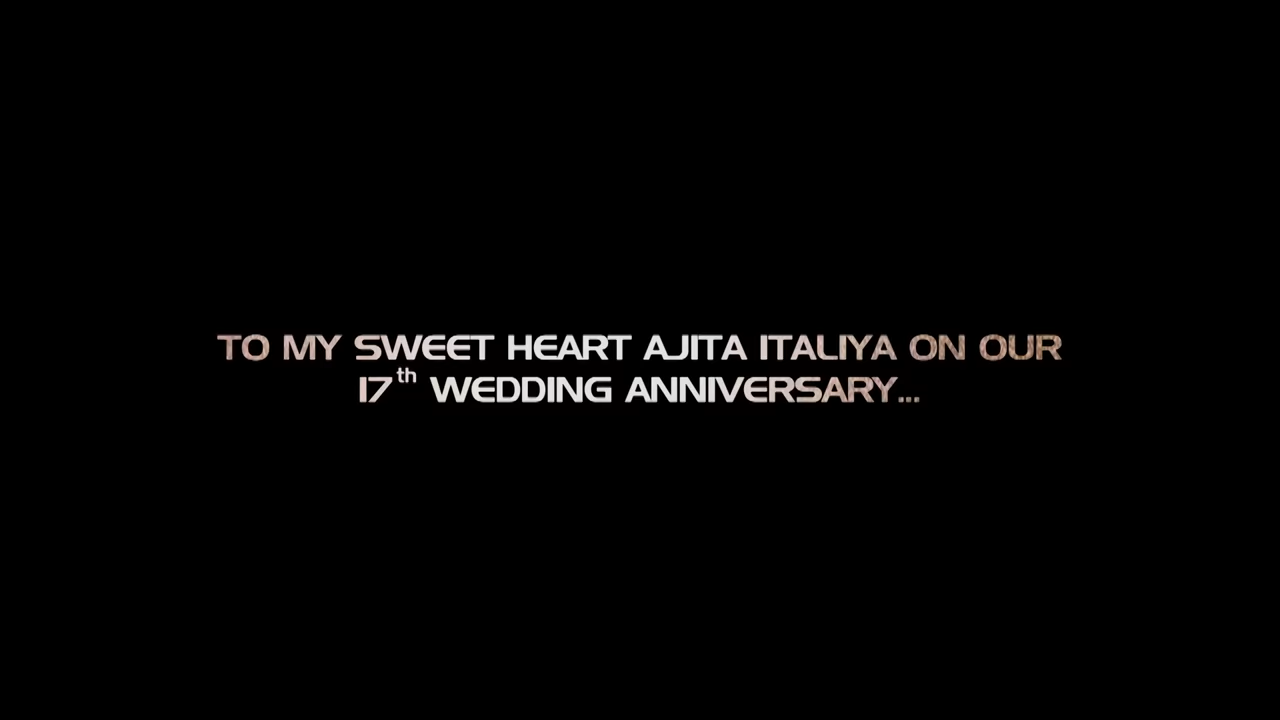 TO MY SWEET HEART AJITA ITALIYA ON OUR
17th WEDDING ANNIVERSARY...